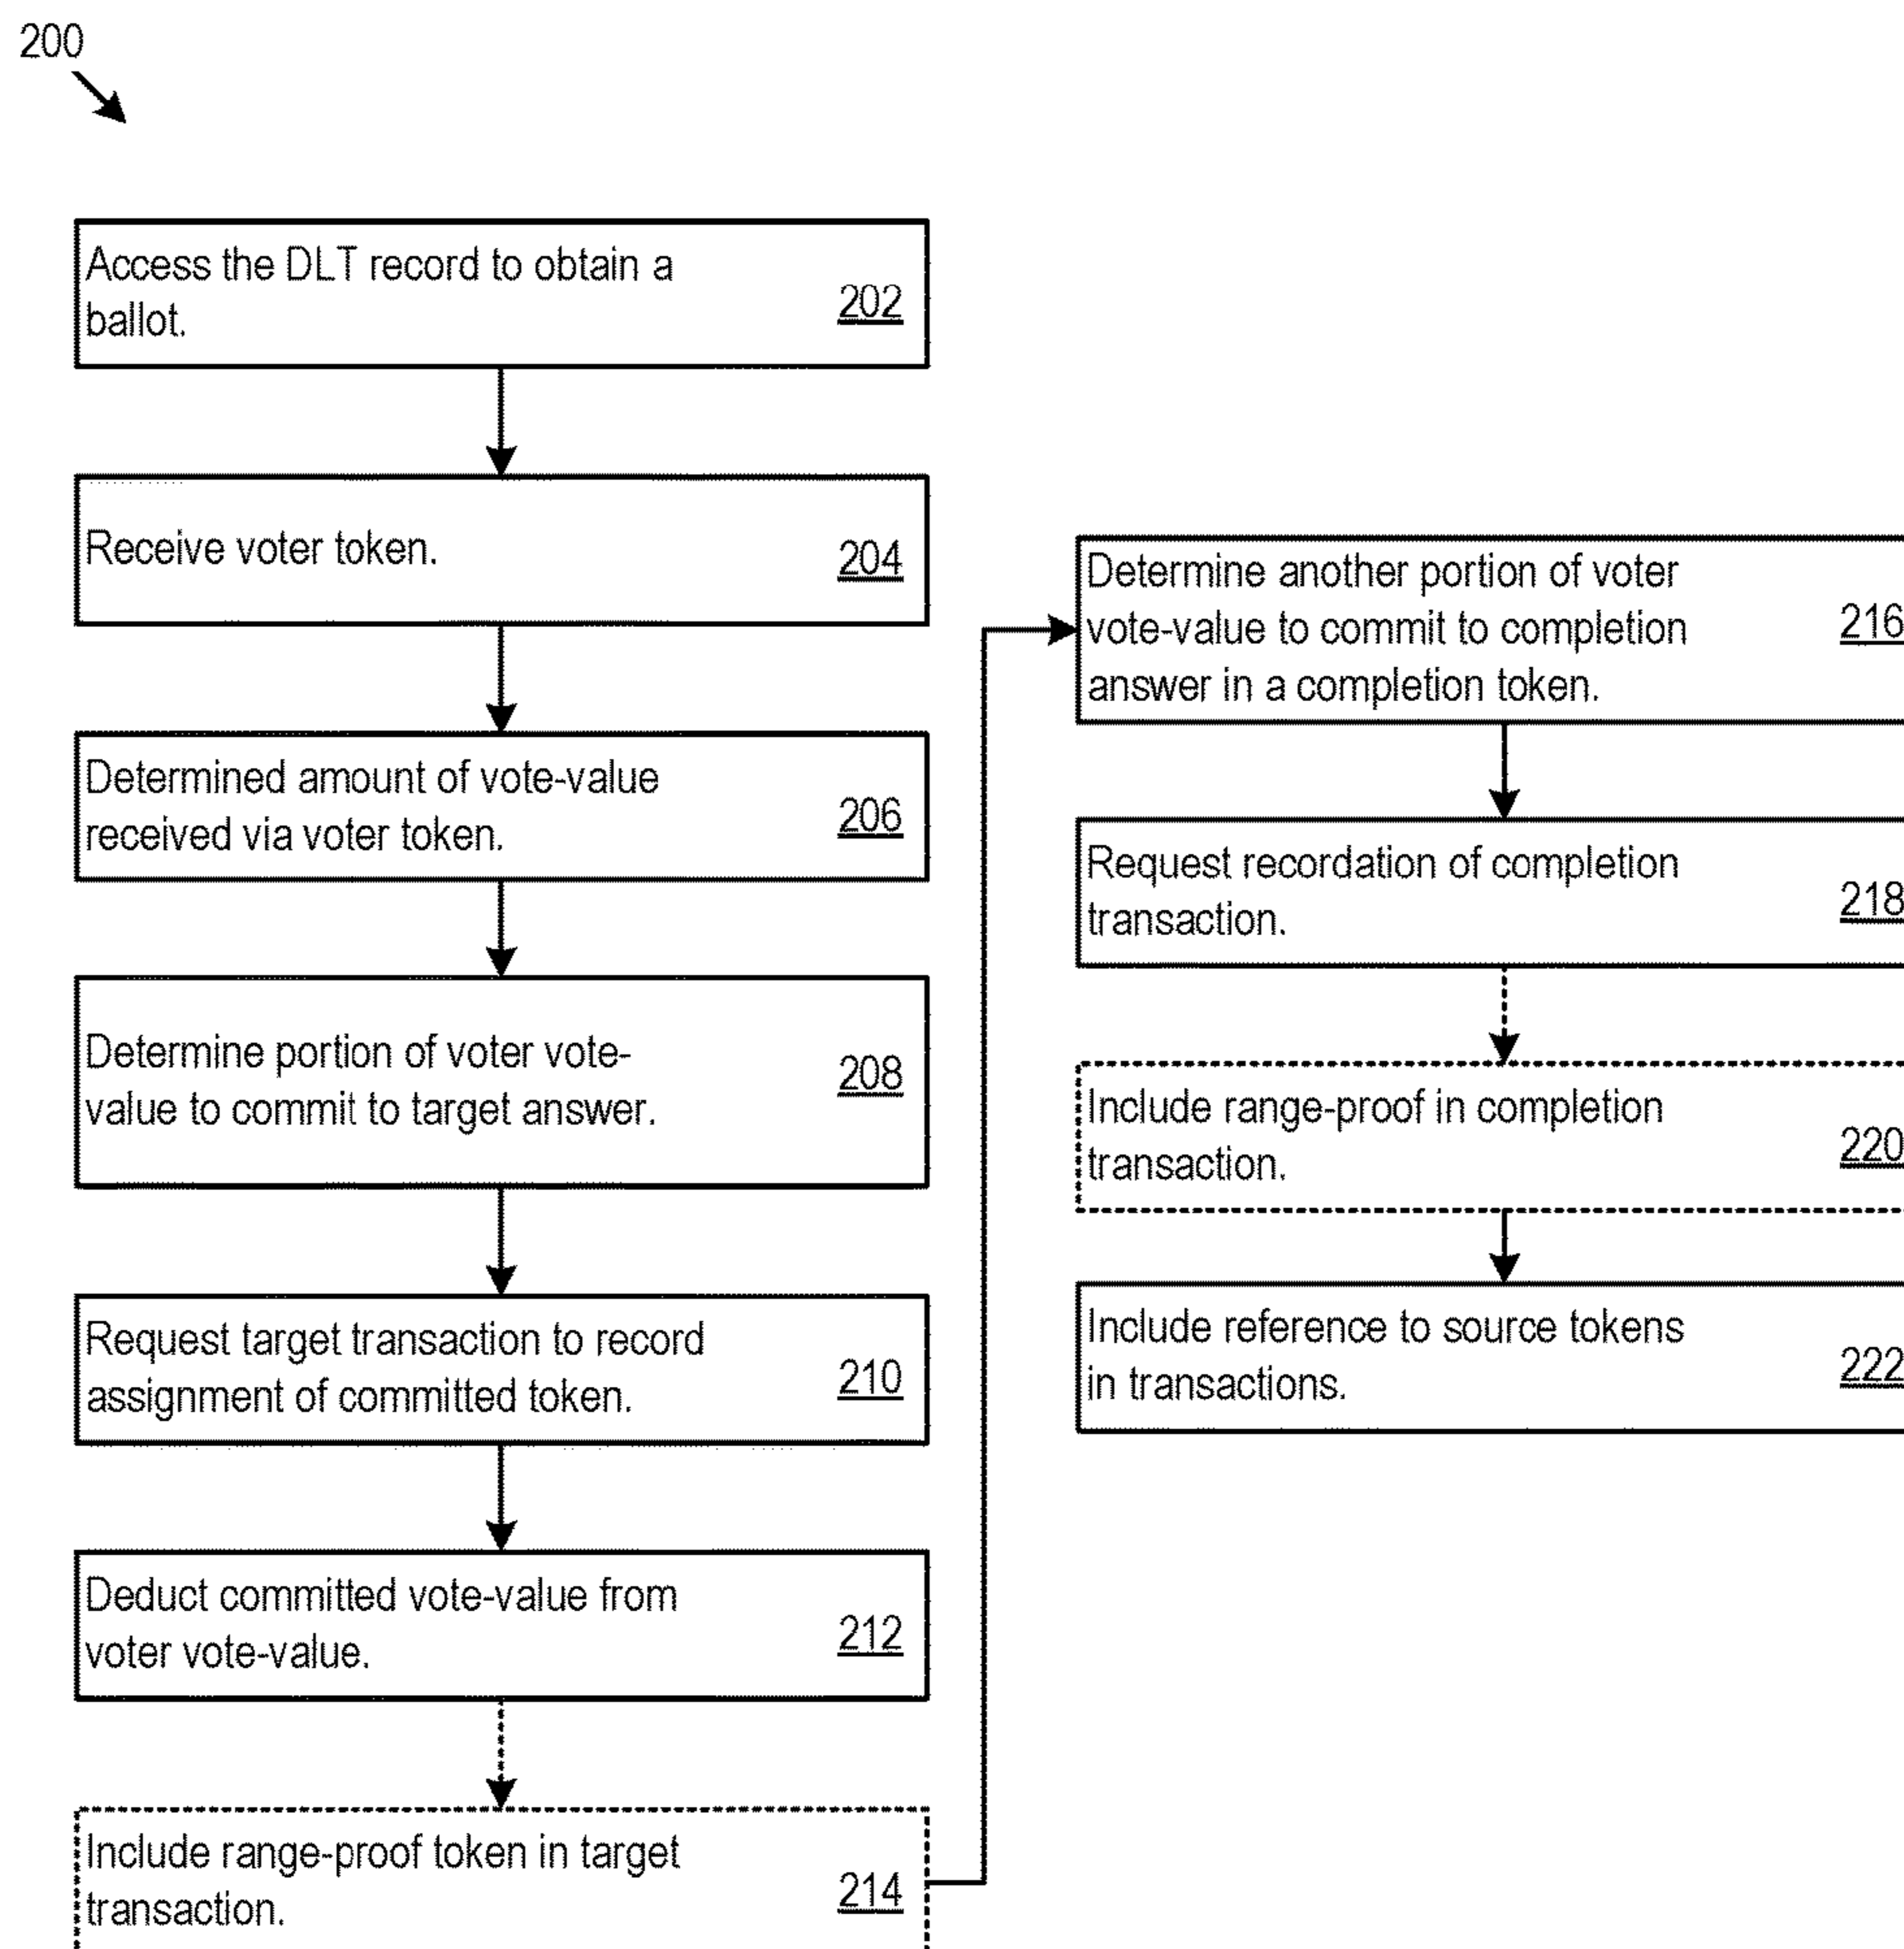 200
Access the DLT record to obtain a
ballot.
202
Receive voter token.
204
Determined amount of vote-value
received via voter token.
206
Determine portion of voter vote-
value to commit to target answer.
208
Request target transaction to record
assignment of committed token.
210
Deduct committed vote-value from
voter vote-value.
212
Include range-proof token in target
transaction.
214
Determine another portion of voter
vote-value to commit to completion
answer in a completion token.
216
Request recordation of completion
transaction.
218
Include range-proof in completion
transaction.
220
Include reference to source tokens
in transactions.
222